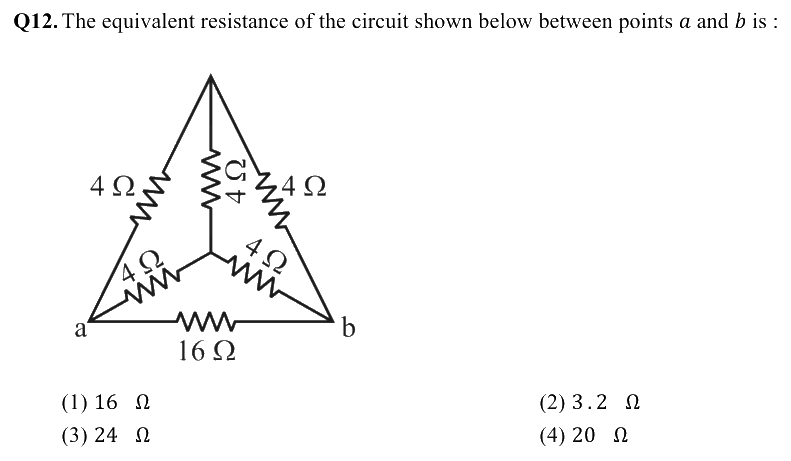 Q12. The equivalent resistance of the circuit shown below between points a and b is :
4 Ω
4 Ω
4 Ω
4 Ω
4 Ω
a
b
16 Ω
(1) 16 Ω
(2) 3.2 Ω
(3) 24 Ω
(4) 20 Ω